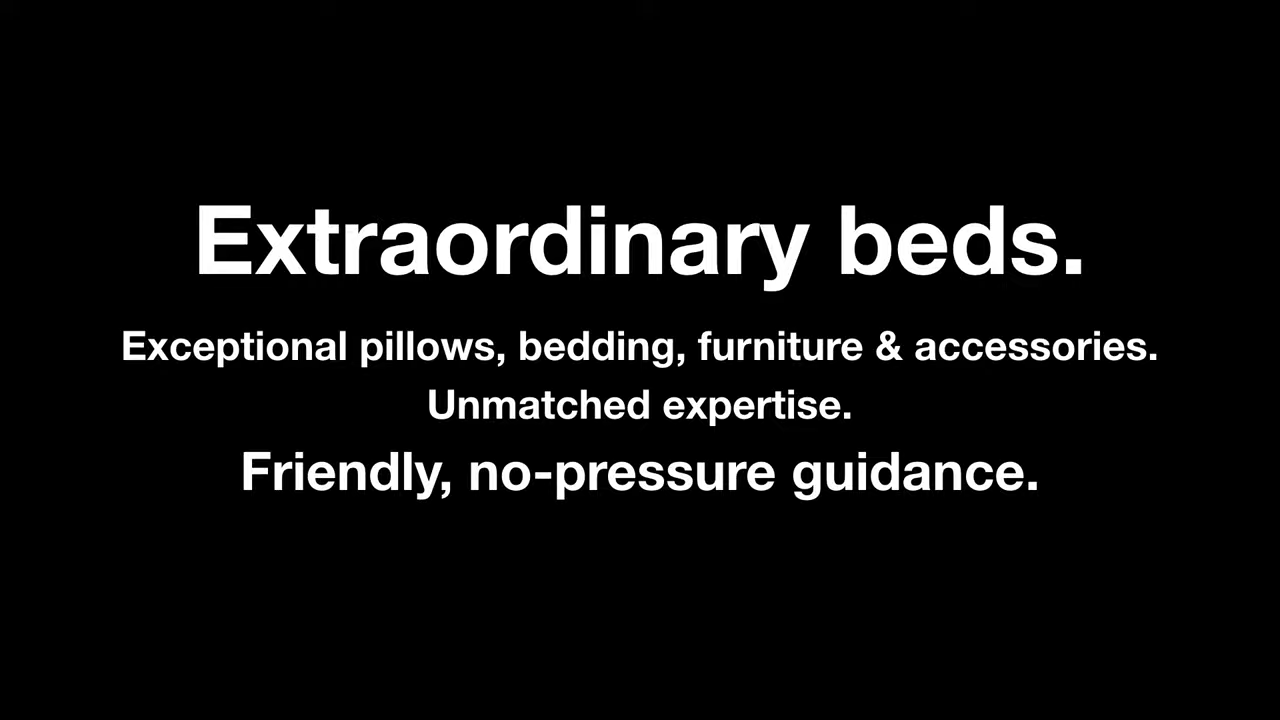 Extraordinary beds.
Exceptional pillows, bedding, furniture & accessories.
Unmatched expertise.
Friendly, no-pressure guidance.